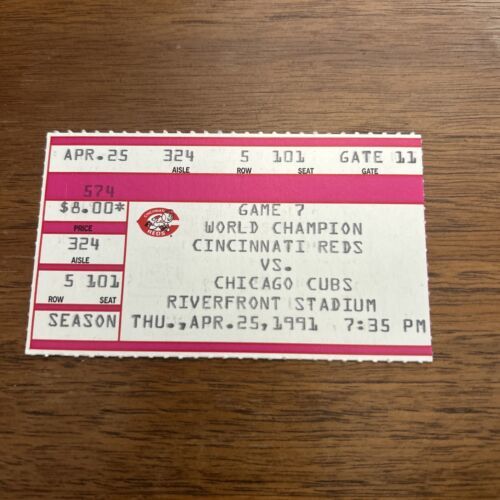 APR.25 324 5 101 GATE 11
AISLE ROW SEAT GATE
574
$8.00*
PRICE
324
AISLE
5 101
ROW SEAT
SEASON
CINCINNATI
REDS
GAME 7
WORLD CHAMPION
CINCINNATI REDS
VS.
CHICAGO CUBS
RIVERFRONT STADIUM
THU.,APR.25,1991 7:35 PM